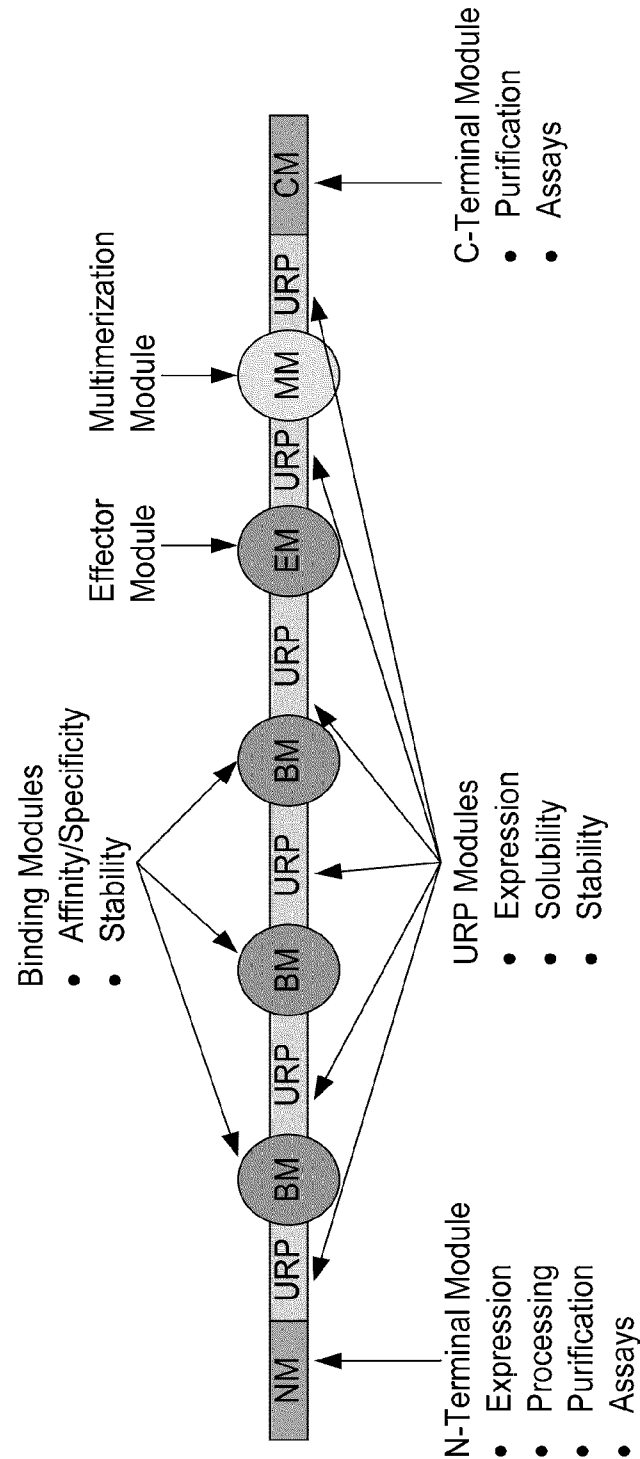 Binding Modules
• Affinity/Specificity
• Stability
Effector
Module
Multimerization
Module
NM
URP
BM
URP
BM
URP
BM
URP
EM
URP
MM
URP
CM
N-Terminal Module
• Expression
• Processing
• Purification
• Assays
URP Modules
• Expression
• Solubility
• Stability
C-Terminal Module
• Purification
• Assays